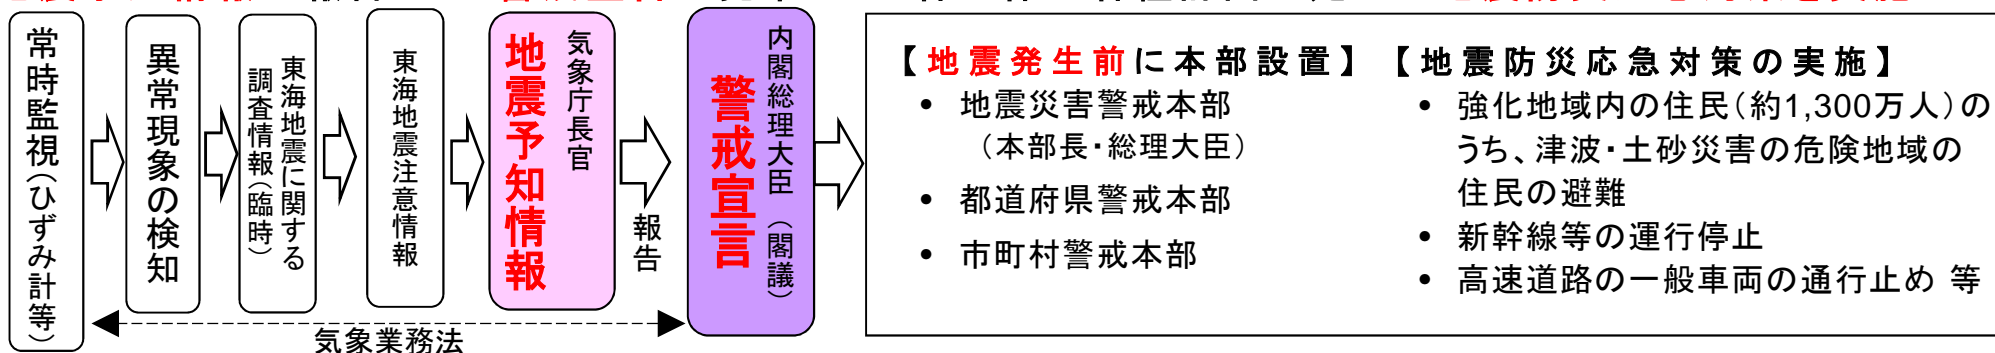 常時監視（ひずみ計等）
異常現象の検知
東海地震に関する
調査情報（臨時）
東海地震注意情報
気象庁長官
地震予知情報
報告
内閣総理大臣（閣議）
警戒宣言
気象業務法
【地震発生前に本部設置】
• 地震災害警戒本部
（本部長・総理大臣）
• 都道府県警戒本部
• 市町村警戒本部
【地震防災応急対策の実施】
• 強化地域内の住民（約1,300万人）の
うち、津波・土砂災害の危険地域の
住民の避難
• 新幹線等の運行停止
• 高速道路の一般車両の通行止め 等